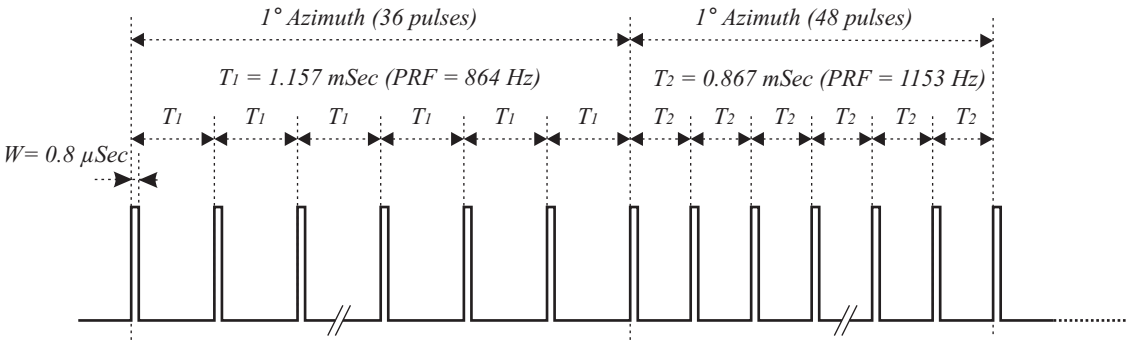 1° Azimuth (36 pulses) 1° Azimuth (48 pulses)
T1 = 1.157 mSec (PRF = 864 Hz) T2 = 0.867 mSec (PRF = 1153 Hz)
T1 T1 T1 T1 T1 T1 T2 T2 T2 T2 T2 T2
W= 0.8 µSec